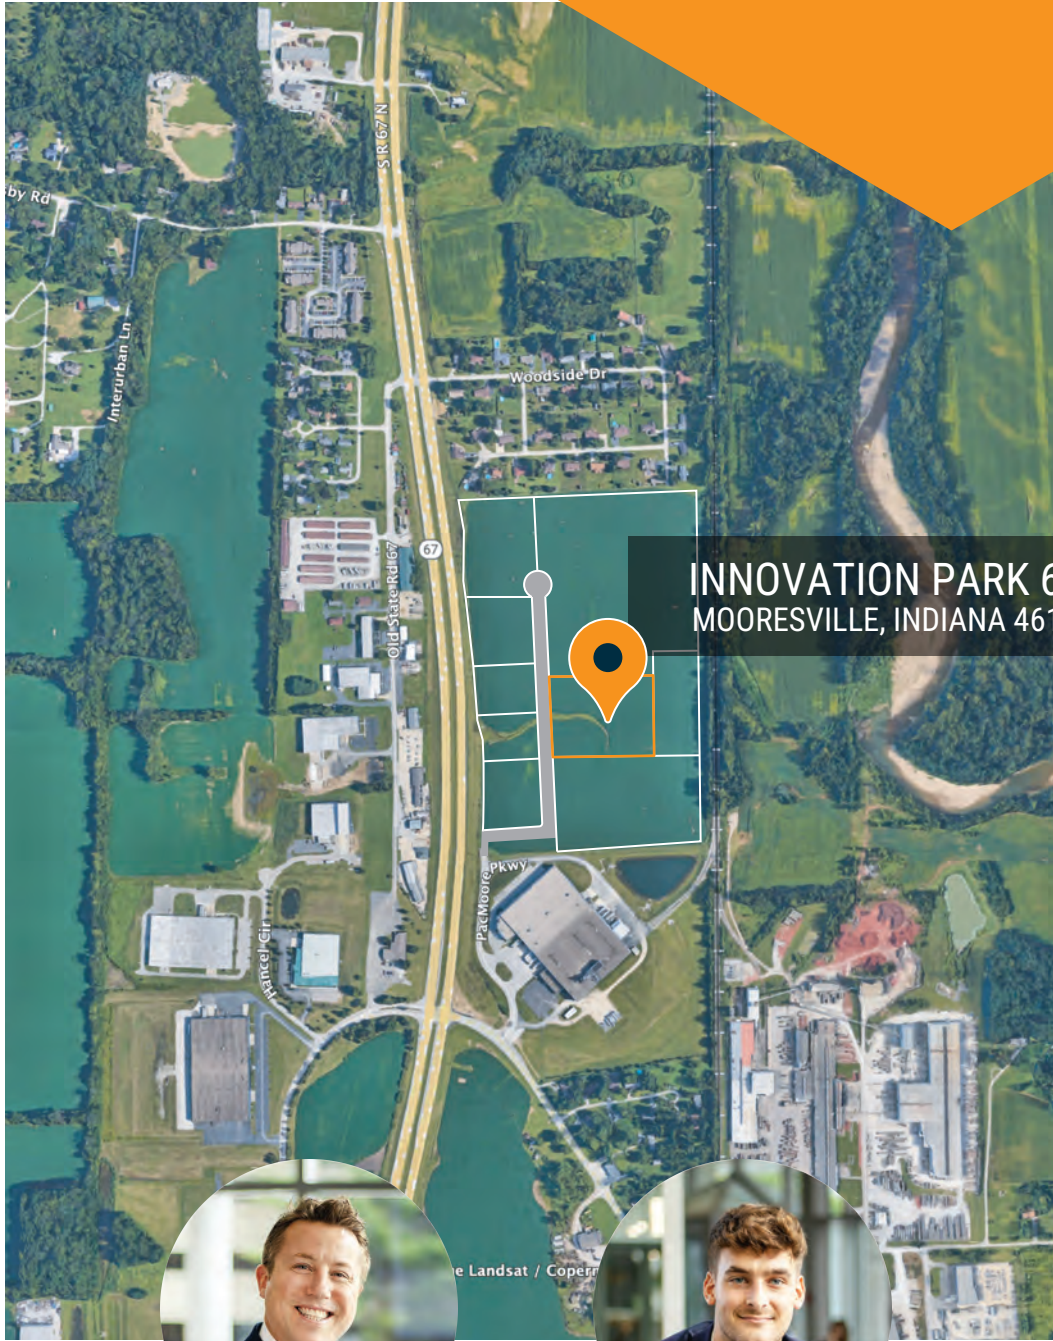 S R 67 N
sby Rd
Interurban Ln
Woodside Dr
67
Old State Rd 67
INNOVATION PARK 6
MOORESVILLE, INDIANA 461
PacMoore Pkwy
Hancel Cir
e Landsat / Copern